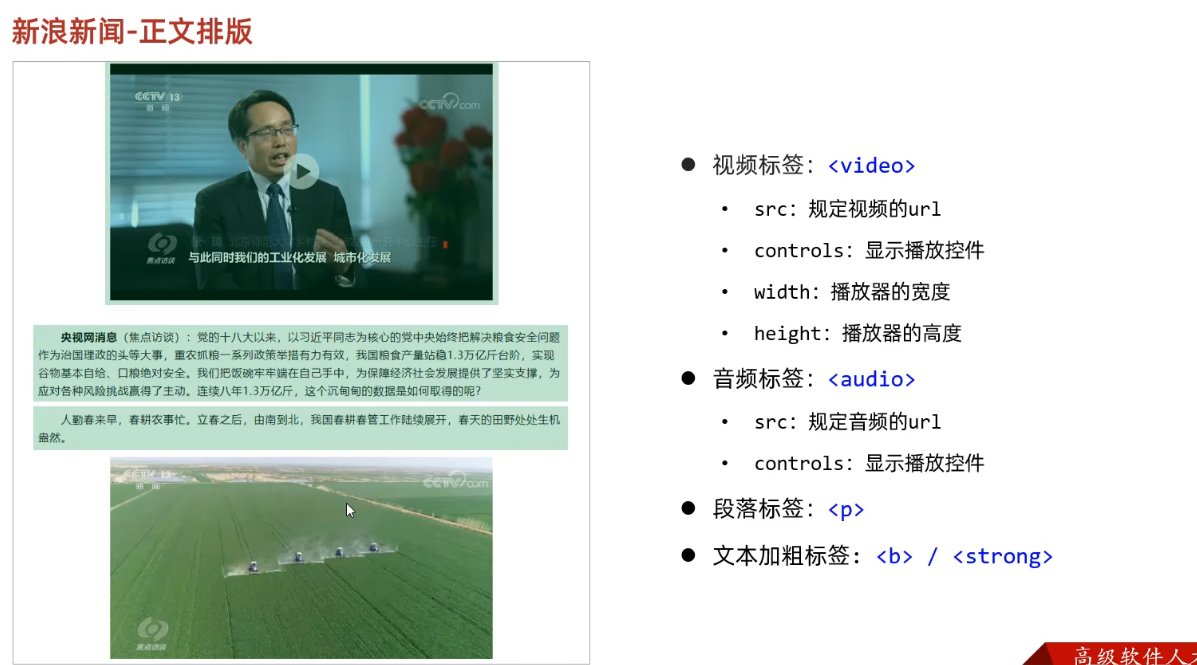 新浪新闻-正文排版
CCTV 13
新 闻
CCTV.com
焦点访谈
与此同时我们的工业化发展 城市化发展
央视网消息（焦点访谈）：党的十八大以来，以习近平同志为核心的党中央始终把解决粮食安全问题
作为治国理政的头等大事，重农抓粮一系列政策举措有力有效，我国粮食产量站稳1.3万亿斤台阶，实现
谷物基本自给、口粮绝对安全。我们把饭碗牢牢端在自己手中，为保障经济社会发展提供了坚实支撑，为
应对各种风险挑战赢得了主动。连续八年1.3万亿斤，这个沉甸甸的数据是如何取得的呢？
人勤春来早，春耕农事忙。立春之后，由南到北，我国春耕春管工作陆续展开，春天的田野处处生机
盎然。
CCTV 13
新 闻
CCTV.com
焦点访谈
● 视频标签：<video>
• src：规定视频的url
• controls：显示播放控件
• width：播放器的宽度
• height：播放器的高度
● 音频标签：<audio>
• src：规定音频的url
• controls：显示播放控件
● 段落标签：<p>
● 文本加粗标签：<b> / <strong>
高级软件人